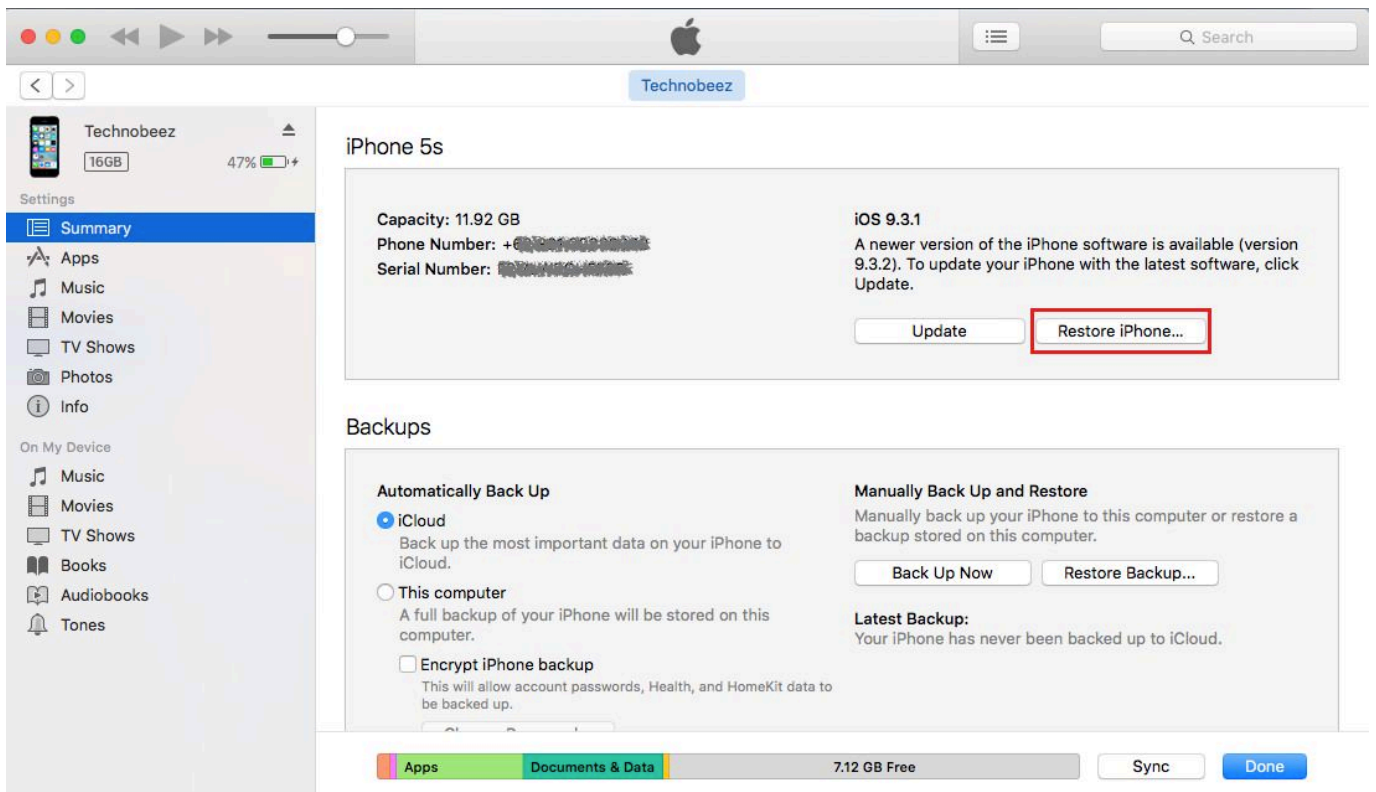 Search
Technobeez
Technobeez
16GB
47%
Settings
Summary
Apps
Music
Movies
TV Shows
Photos
Info
On My Device
Music
Movies
TV Shows
Books
Audiobooks
Tones
iPhone 5s
Capacity: 11.92 GB
Phone Number:
Serial Number:
iOS 9.3.1
A newer version of the iPhone software is available (version
9.3.2). To update your iPhone with the latest software, click
Update.
Update
Restore iPhone...
Backups
Automatically Back Up
iCloud
Back up the most important data on your iPhone to
iCloud.
This computer
A full backup of your iPhone will be stored on this
computer.
Encrypt iPhone backup
This will allow account passwords, Health, and HomeKit data to
be backed up.
Manually Back Up and Restore
Manually back up your iPhone to this computer or restore a
backup stored on this computer.
Back Up Now
Restore Backup...
Latest Backup:
Your iPhone has never been backed up to iCloud.
Apps
Documents & Data
7.12 GB Free
Sync
Done